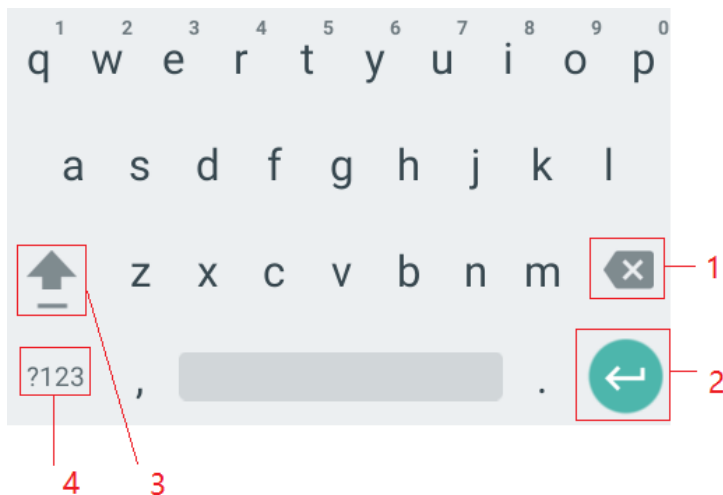 1 2 3 4 5 6 7 8 9 0
q w e r t y u i o p
a s d f g h j k l
z x c v b n m 1
?123 , . 2
4 3